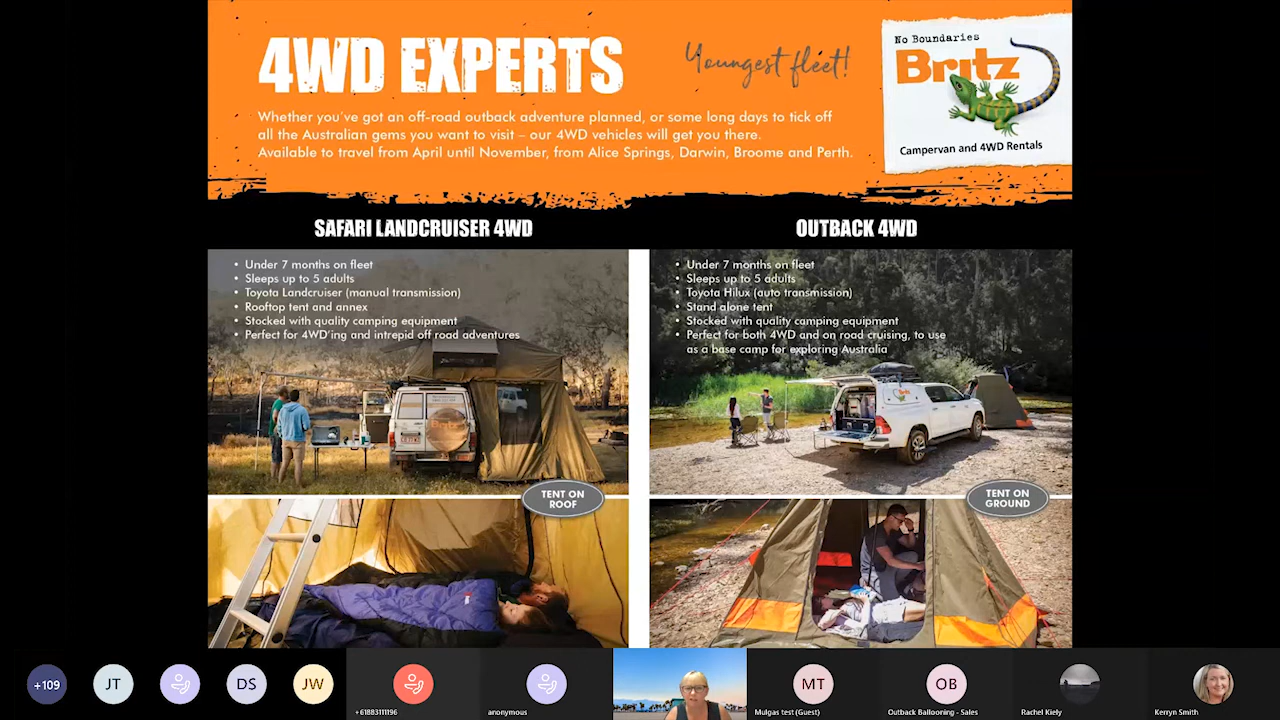 4WD EXPERTS
Youngest fleet!
No Boundaries
Britz
Campervan and 4WD Rentals
Whether you've got an off-road outback adventure planned, or some long days to tick off
all the Australian gems you want to visit – our 4WD vehicles will get you there.
Available to travel from April until November, from Alice Springs, Darwin, Broome and Perth.
SAFARI LANDCRUISER 4WD
• Under 7 months on fleet
• Sleeps up to 5 adults
• Toyota Landcruiser (manual transmission)
• Rooftop tent and annex
• Stocked with quality camping equipment
• Perfect for 4WD'ing and intrepid off road adventures
Britz
TENT ON
ROOF
OUTBACK 4WD
• Under 7 months on fleet
• Sleeps up to 5 adults
• Toyota Hilux (auto transmission)
• Stand alone tent
• Stocked with quality camping equipment
• Perfect for both 4WD and on road cruising, to use
as a base camp for exploring Australia
Britz
TENT ON
GROUND
+109
JT
DS
JW
+61883111196
anonymous
MT
Mulgas test (Guest)
OB
Outback Ballooning - Sales
Rachel Kiely
Kerryn Smith